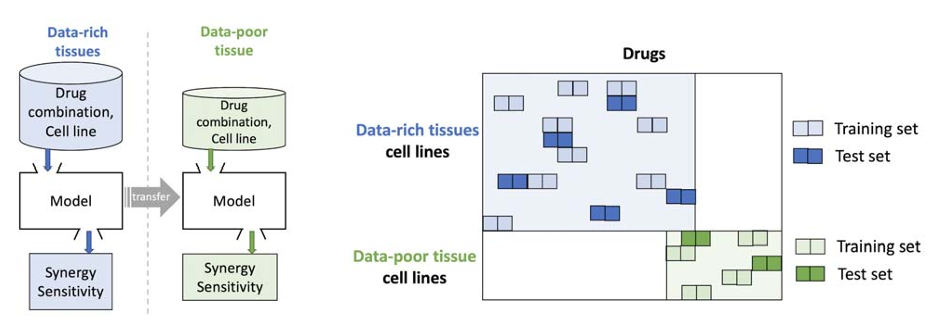 Data-rich
tissues
Drug
combination,
Cell line
Model
Synergy
Sensitivity
transfer
Data-poor
tissue
Drug
combination,
Cell line
Model
Synergy
Sensitivity
Drugs
Data-rich tissues
cell lines
Data-poor tissue
cell lines
Training set
Test set
Training set
Test set